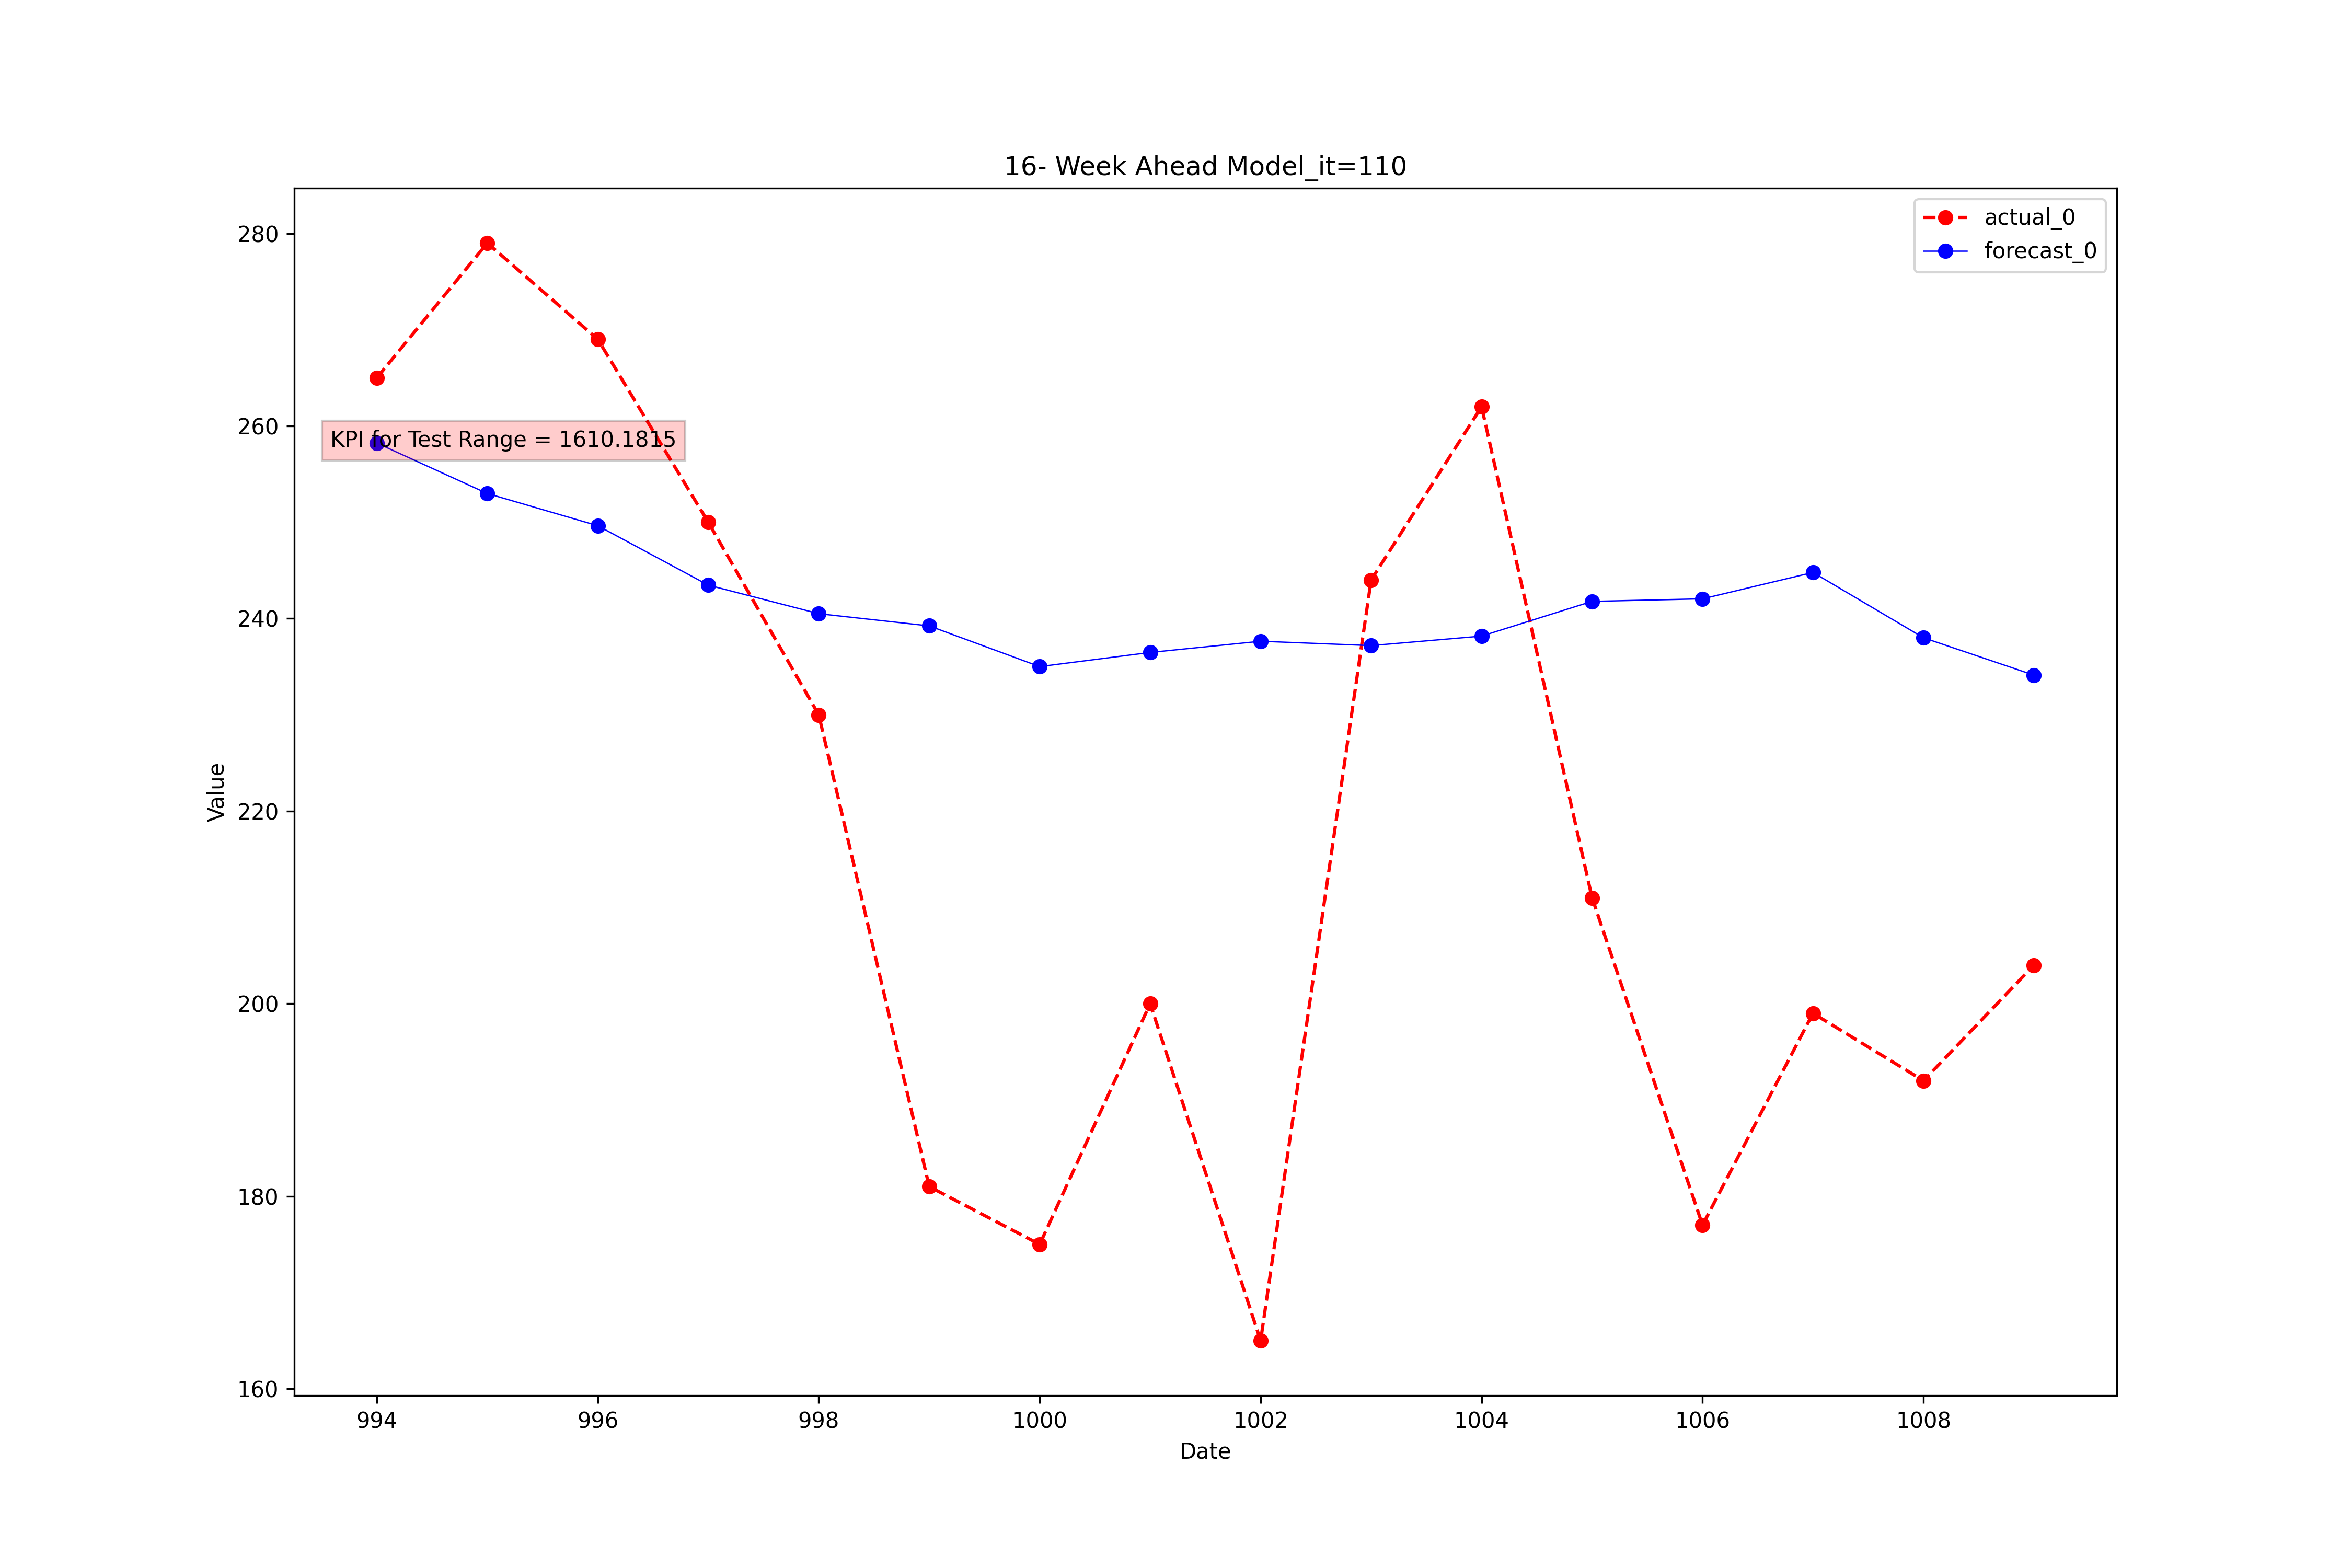 16- Week Ahead Model_it=110
actual_0
forecast_0
KPI for Test Range = 1610.1815
Value
280
260
240
220
200
180
160
994 996 998 1000 1002 1004 1006 1008
Date